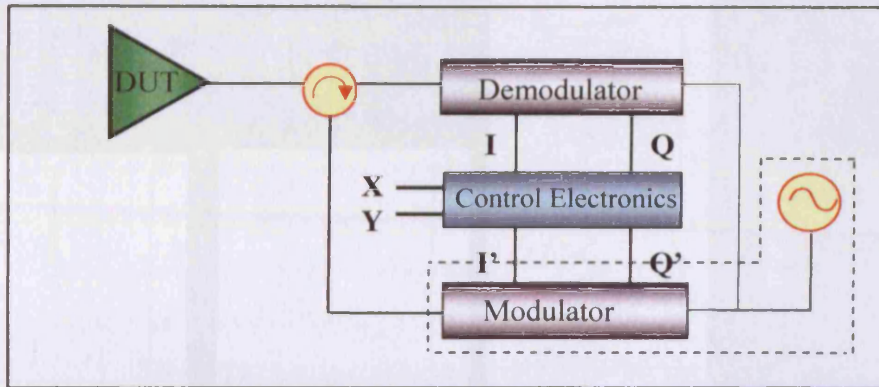 DUT
Demodulator
I Q
X
Control Electronics
Y
I' Q'
Modulator